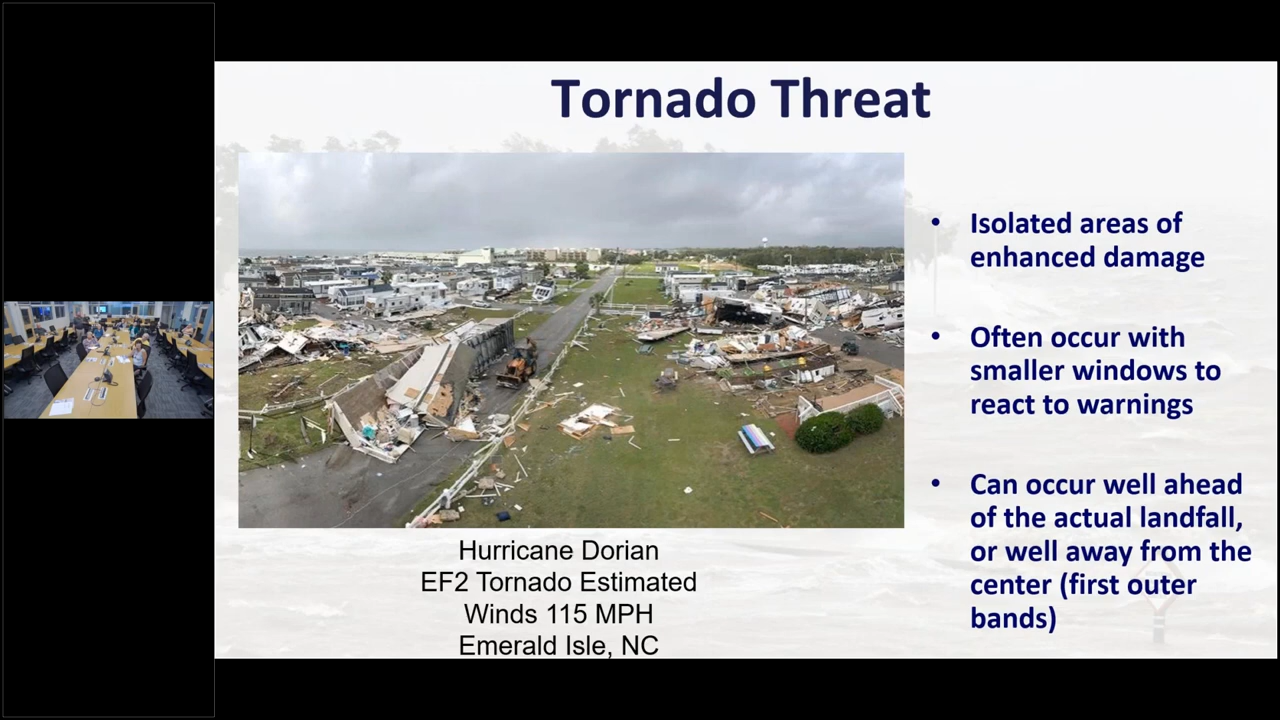 Tornado Threat
Hurricane Dorian
EF2 Tornado Estimated
Winds 115 MPH
Emerald Isle, NC
• Isolated areas of
enhanced damage
• Often occur with
smaller windows to
react to warnings
• Can occur well ahead
of the actual landfall,
or well away from the
center (first outer
bands)